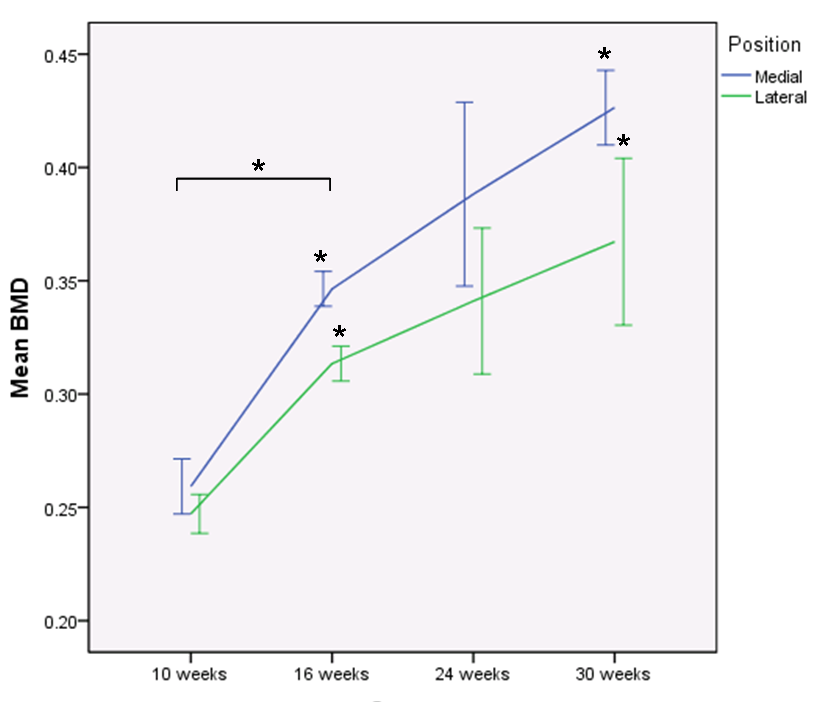 Position
Medial
Lateral
Mean BMD
0.45
0.40
0.35
0.30
0.25
0.20
*
*
*
*
*
10 weeks
16 weeks
24 weeks
30 weeks